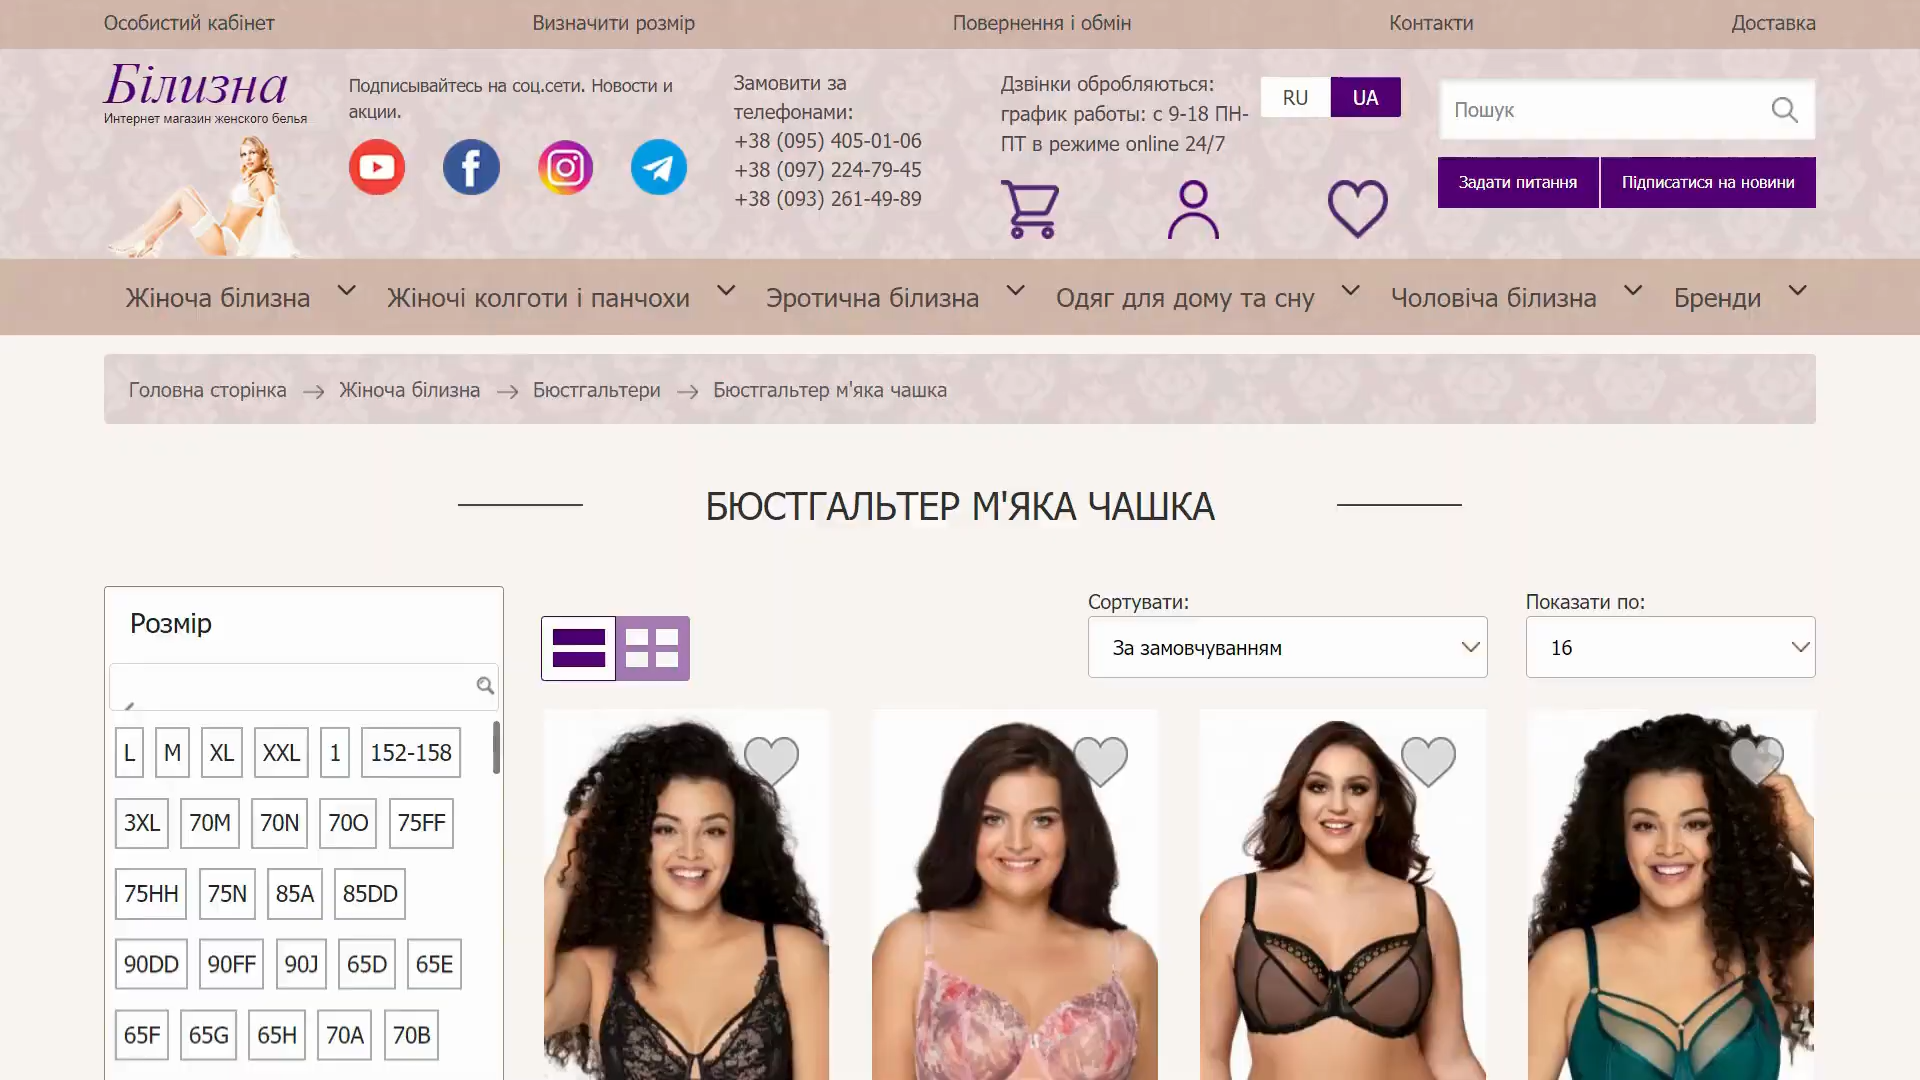 Особистий кабінет
Визначити розмір
Повернення і обмін
Контакти
Доставка
Білизна
Интернет магазин женского белья
Подписывайтесь на соц.сети. Новости и
акции.
Замовити за
телефонами:
+38 (095) 405-01-06
+38 (097) 224-79-45
+38 (093) 261-49-89
Дзвінки обробляються:
график работы: с 9-18 ПН-
ПТ в режиме online 24/7
RU
UA
Пошук
Задати питання
Підписатися на новини
Жіноча білизна
Жіночі колготи і панчохи
Эротична білизна
Одяг для дому та сну
Чоловіча білизна
Бренди
Головна сторінка
Жіноча білизна
Бюстгальтери
Бюстгальтер м'яка чашка
БЮСТГАЛЬТЕР М'ЯКА ЧАШКА
Розмір
Сортувати:
За замовчуванням
Показати по:
16
L M XL XXL 1 152-158
3XL 70M 70N 70O 75FF
75HH 75N 85A 85DD
90DD 90FF 90J 65D 65E
65F 65G 65H 70A 70B